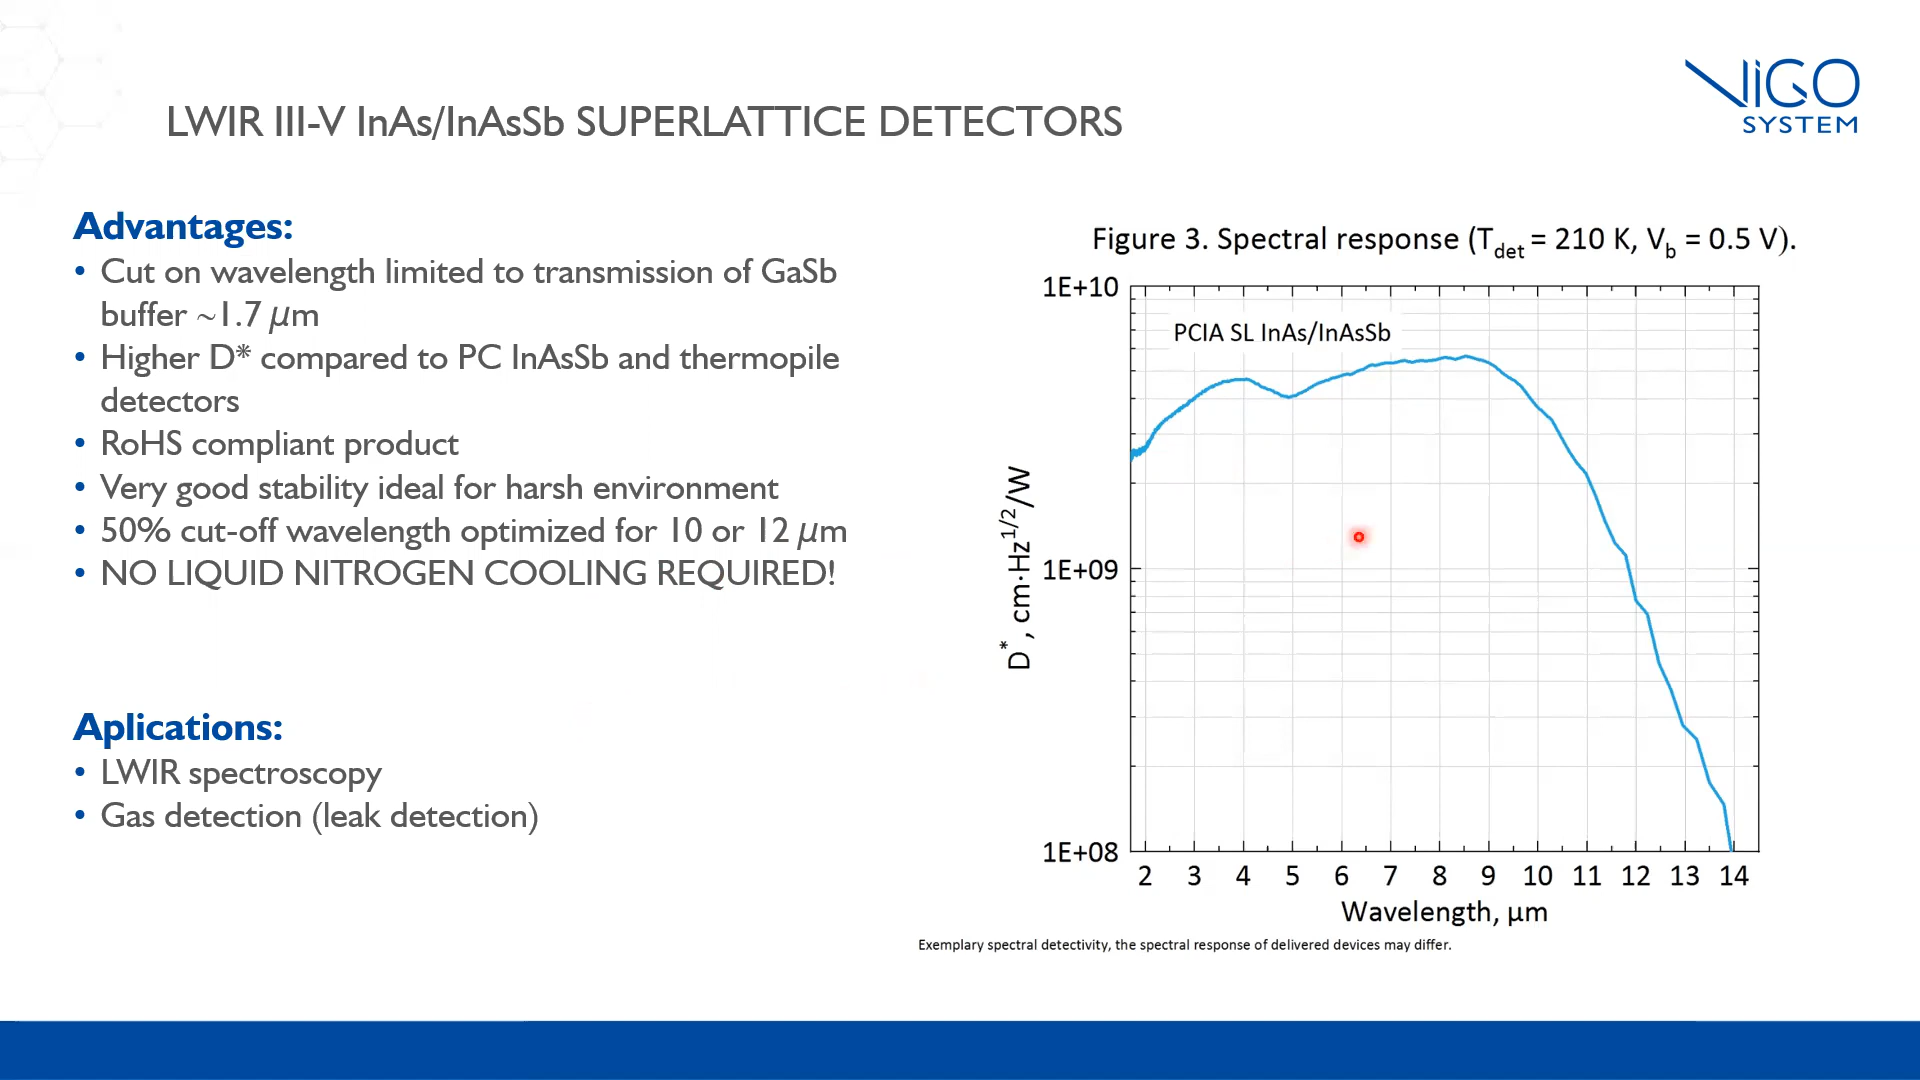 VIGO
SYSTEM
LWIR III-V InAs/InAsSb SUPERLATTICE DETECTORS
Advantages:
• Cut on wavelength limited to transmission of GaSb
buffer ~1.7 µm
• Higher D* compared to PC InAsSb and thermopile
detectors
• RoHS compliant product
• Very good stability ideal for harsh environment
• 50% cut-off wavelength optimized for 10 or 12 µm
• NO LIQUID NITROGEN COOLING REQUIRED!
Aplications:
• LWIR spectroscopy
• Gas detection (leak detection)
Figure 3. Spectral response (Tdet = 210 K, Vb = 0.5 V).
1E+10
PCIA SL InAs/InAsSb
D*, cm·Hz1/2/W
1E+09
1E+08
2 3 4 5 6 7 8 9 10 11 12 13 14
Wavelength, µm
Exemplary spectral detectivity, the spectral response of delivered devices may differ.